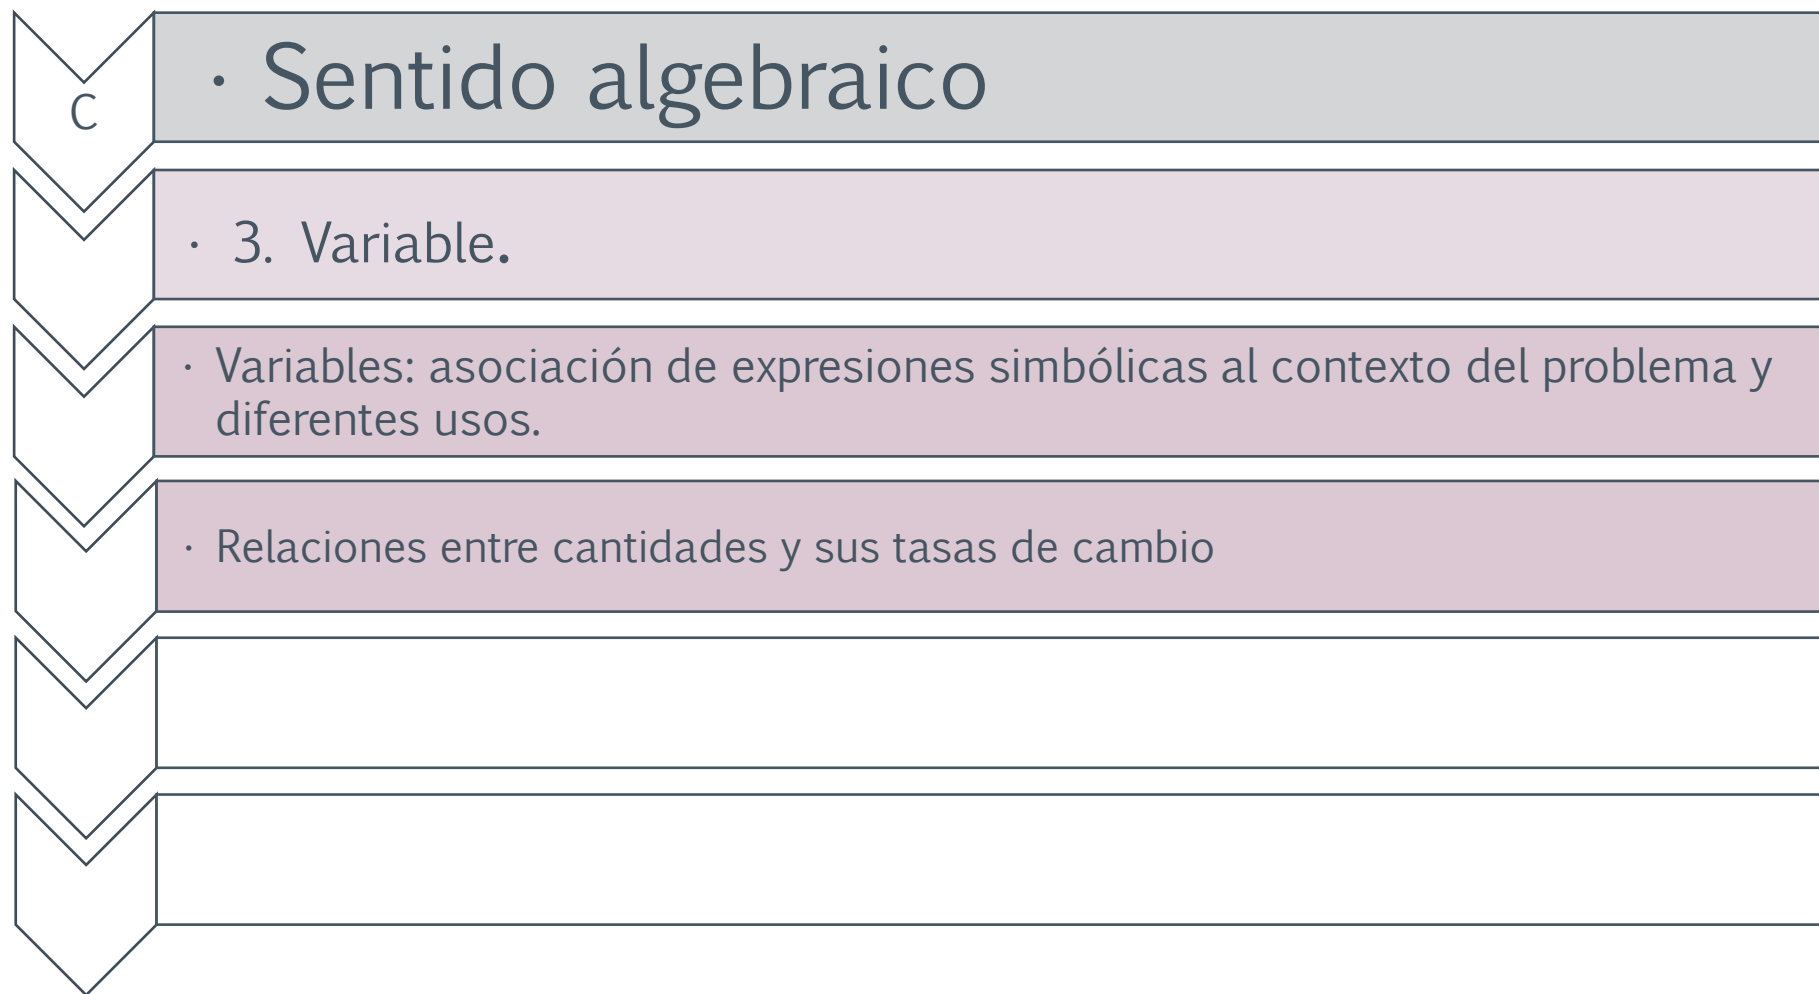 C
· Sentido algebraico
· 3. Variable.
· Variables: asociación de expresiones simbólicas al contexto del problema y
diferentes usos.
· Relaciones entre cantidades y sus tasas de cambio